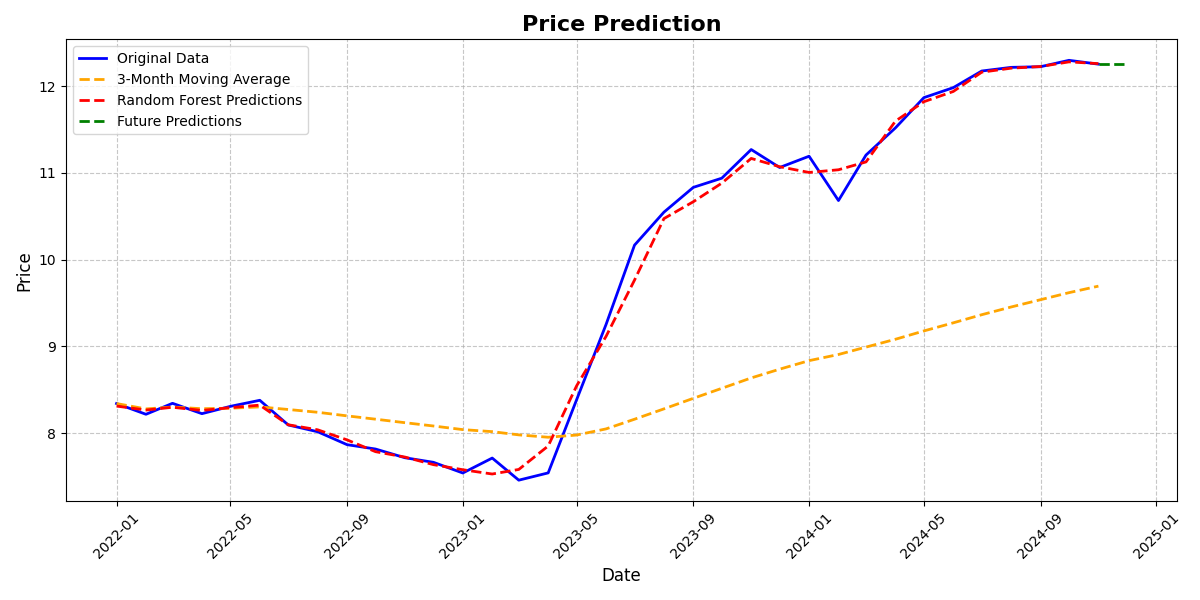 Price Prediction
Original Data
3-Month Moving Average
Random Forest Predictions
Future Predictions
Price
12
11
10
9
8
2022-01
2022-05
2022-09
2023-01
2023-05
2023-09
2024-01
2024-05
2024-09
2025-01
Date